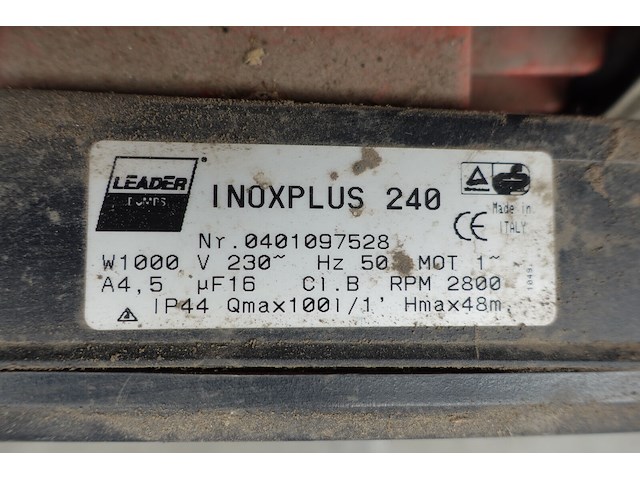 LEADER
PUMPS
INOXPLUS 240
Made in
ITALY
CE
Nr.0401097528
W1000 V 230~ Hz 50 MOT 1~
A4,5 µF16 Cl.B RPM 2800
IP44 Qmax100l/1' Hmax48m